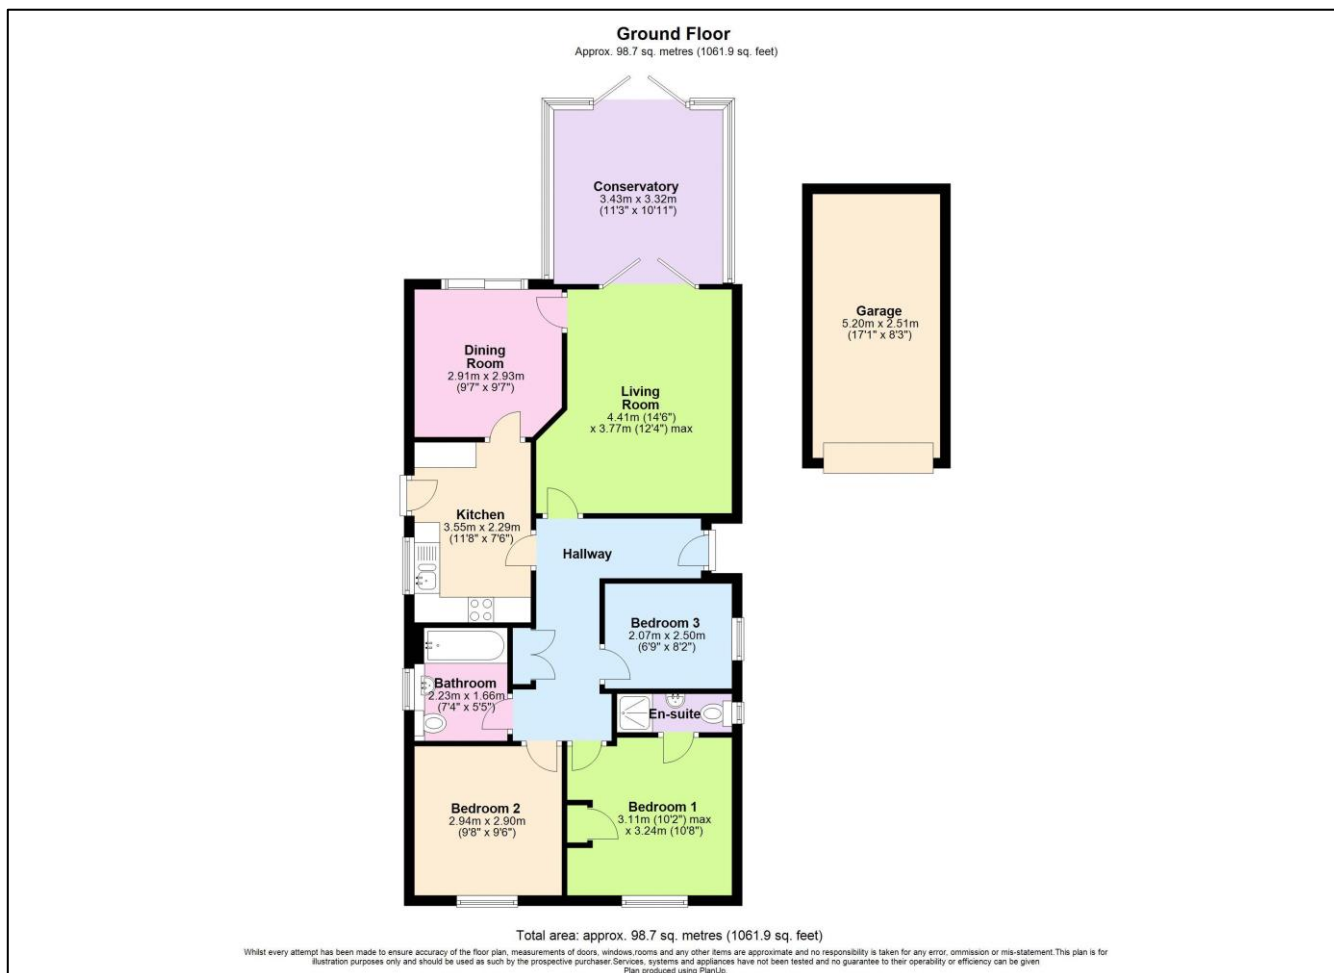 Ground Floor
Approx. 98.7 sq. metres (1061.9 sq. feet)
Conservatory
3.43m x 3.32m
(11'3" x 10'11")
Garage
5.20m x 2.51m
(17'1" x 8'3")
Dining
Room
2.91m x 2.93m
(9'7" x 9'7")
Living
Room
4.41m (14'6")
x 3.77m (12'4") max
Kitchen
3.55m x 2.29m
(11'8" x 7'6")
Hallway
Bedroom 3
2.07m x 2.50m
(6'9" x 8'2")
Bathroom
2.23m x 1.66m
(7'4" x 5'5")
En-suite
Bedroom 2
2.94m x 2.90m
(9'8" x 9'6")
Bedroom 1
3.11m (10'2") max
x 3.24m (10'8")
Total area: approx. 98.7 sq. metres (1061.9 sq. feet)
Whilst every attempt has been made to ensure accuracy of the floor plan, measurements of doors, windows,rooms and any other items are approximate and no responsibility is taken for any error, ommission or mis-statement.This plan is for
illustration purposes only and should be used as such by the prospective purchaser.Services, systems and appliances have not been tested and no guarantee to their operability or efficiency can be given
Plan produced using PlanUp.